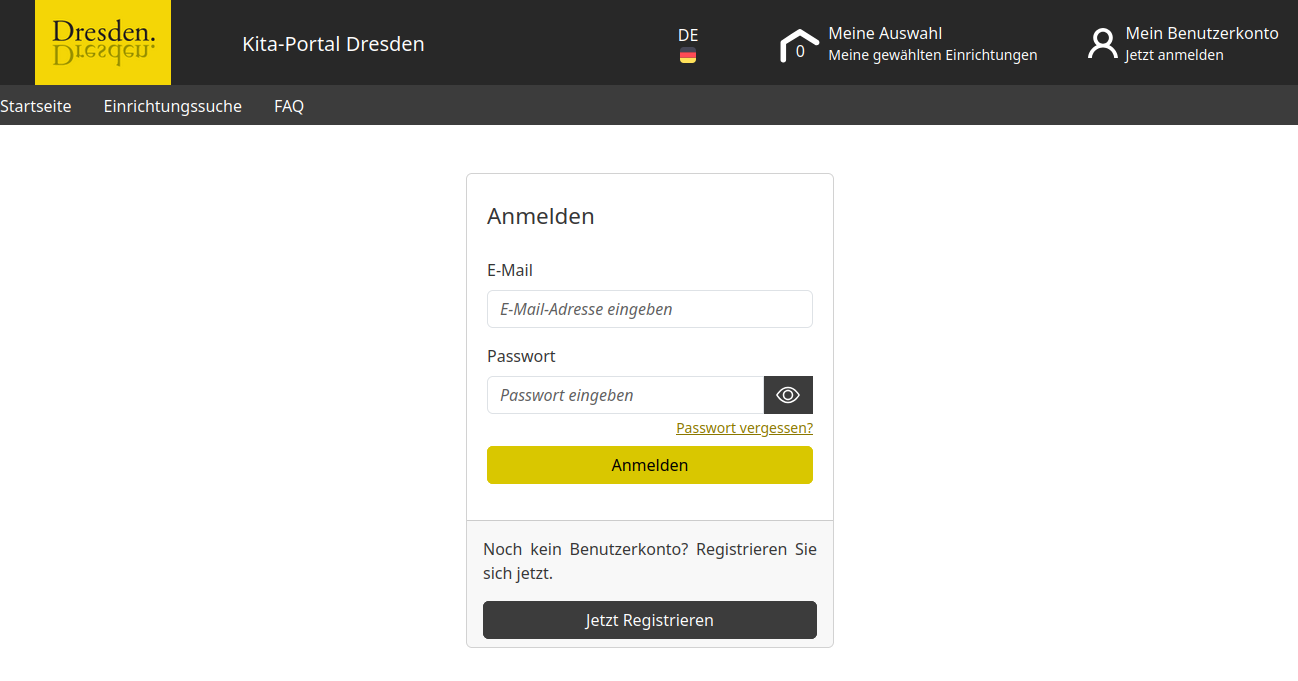 Dresden.
Dresden.
Kita-Portal Dresden
DE
0
Meine Auswahl
Meine gewählten Einrichtungen
Mein Benutzerkonto
Jetzt anmelden
Startseite Einrichtungssuche FAQ
Anmelden
E-Mail
E-Mail-Adresse eingeben
Passwort
Passwort eingeben
Passwort vergessen?
Anmelden
Noch kein Benutzerkonto? Registrieren Sie
sich jetzt.
Jetzt Registrieren